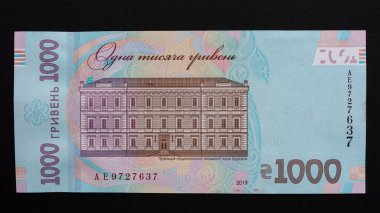 Одна тисяча гривень
1000 ГРИВЕНЬ 1000
АЕ9727637
АЕ9727637
2019
₴1000